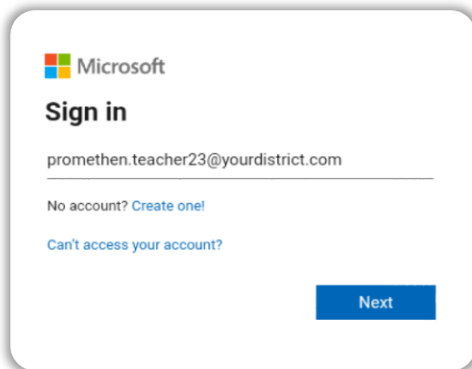 Microsoft
Sign in
promethen.teacher23@yourdistrict.com
No account? Create one!
Can't access your account?
Next